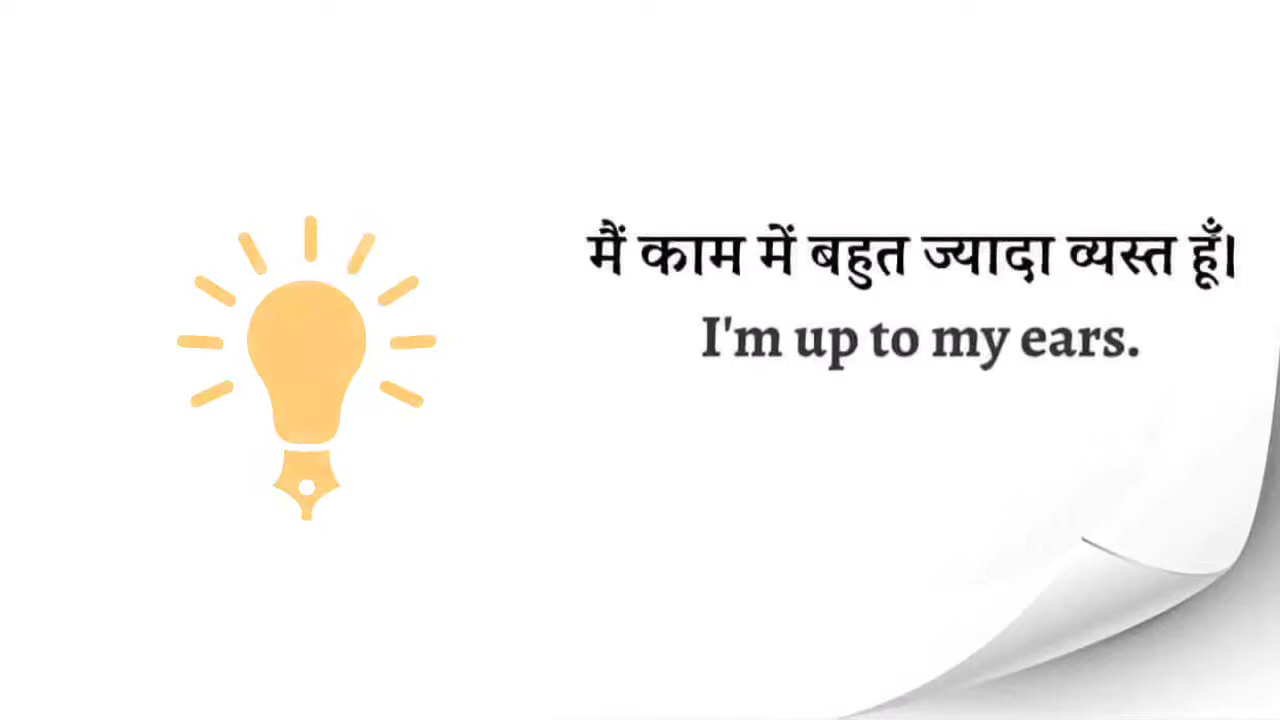 मैं काम में बहुत ज्यादा व्यस्त हूँ।
I'm up to my ears.